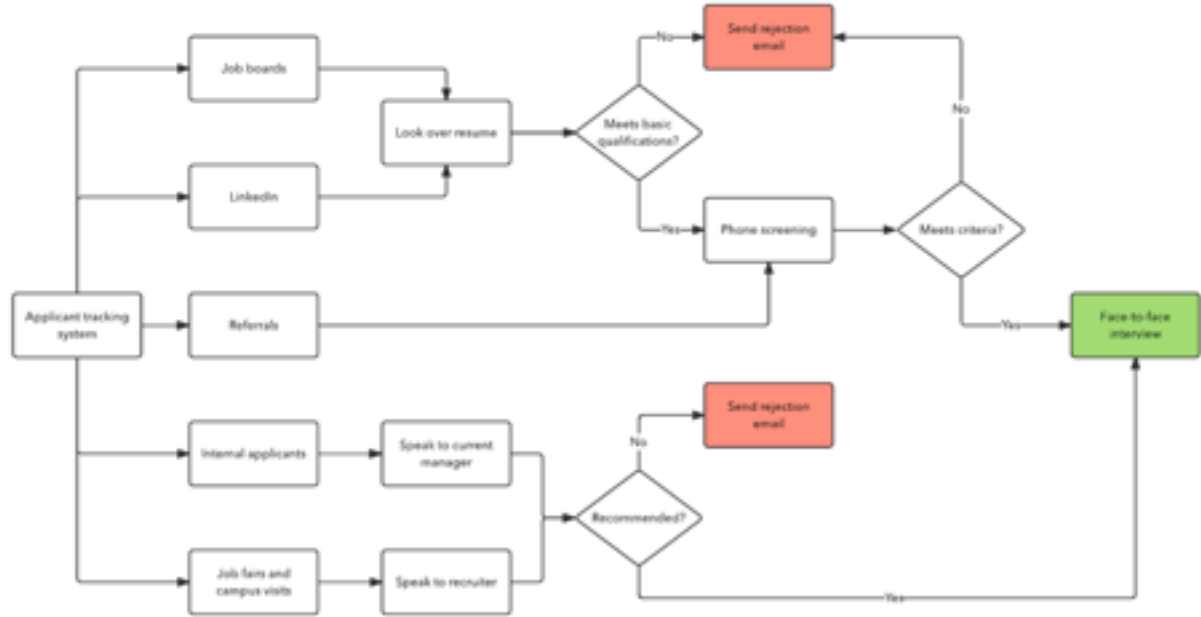 Send rejection
email
No
Job boards
Look over resume
Meets basic
qualifications?
No
LinkedIn
Yes
Phone screening
Meets criteria?
Applicant tracking
system
Referrals
Yes
Face-to-face
interview
Send rejection
email
No
Internal applicants
Speak to current
manager
Recommended?
Job fairs and
campus visits
Speak to recruiter
Yes